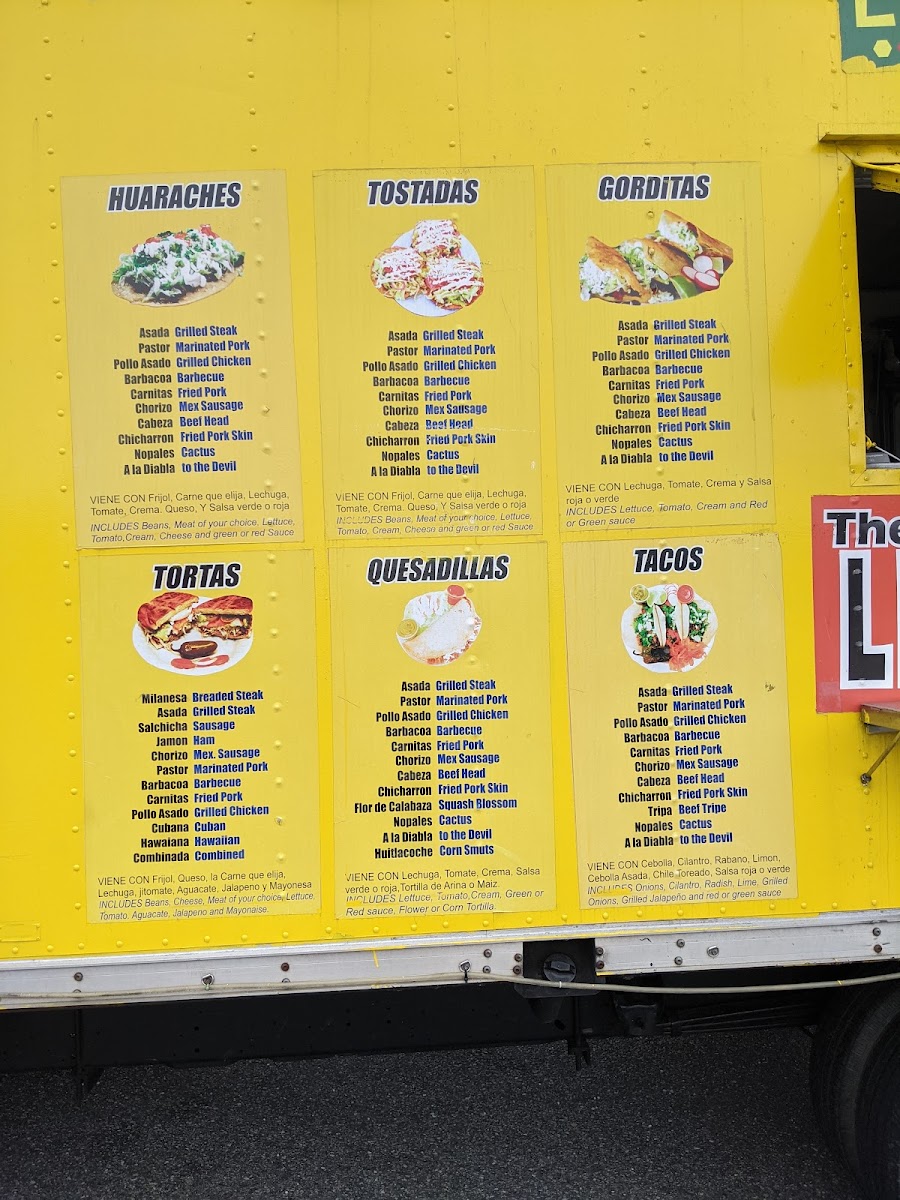 HUARACHES
Asada Grilled Steak
Pastor Marinated Pork
Pollo Asado Grilled Chicken
Barbacoa Barbecue
Carnitas Fried Pork
Chorizo Mex Sausage
Cabeza Beef Head
Chicharron Fried Pork Skin
Nopales Cactus
A la Diabla to the Devil
VIENE CON Frijol, Carne que elija, Lechuga,
Tomate, Crema. Queso, Y Salsa verde o roja
INCLUDES Beans, Meat of your choice, Lettuce,
Tomato,Cream, Cheese and green or red Sauce
TOSTADAS
Asada Grilled Steak
Pastor Marinated Pork
Pollo Asado Grilled Chicken
Barbacoa Barbecue
Carnitas Fried Pork
Chorizo Mex Sausage
Cabeza Beef Head
Chicharron Fried Pork Skin
Nopales Cactus
A la Diabla to the Devil
VIENE CON Frijol, Carne que elija, Lechuga,
Tomate, Crema. Queso, Y Salsa verde o roja
INCLUDES Beans, Meat of your choice, Lettuce,
Tomato, Cream, Cheese and green or red Sauce
GORDITAS
Asada Grilled Steak
Pastor Marinated Pork
Pollo Asado Grilled Chicken
Barbacoa Barbecue
Carnitas Fried Pork
Chorizo Mex Sausage
Cabeza Beef Head
Chicharron Fried Pork Skin
Nopales Cactus
A la Diabla to the Devil
VIENE CON Lechuga, Tomate, Crema y Salsa
roja o verde
INCLUDES Lettuce, Tomato, Cream and Red
or Green sauce
TORTAS
Milanesa Breaded Steak
Asada Grilled Steak
Salchicha Sausage
Jamon Ham
Chorizo Mex. Sausage
Pastor Marinated Pork
Barbacoa Barbecue
Carnitas Fried Pork
Pollo Asado Grilled Chicken
Cubana Cuban
Hawaiana Hawaiian
Combinada Combined
VIENE CON Frijol, Queso, la Carne que elija,
Lechuga, jitomate, Aguacate, Jalapeno y Mayonesa
INCLUDES Beans, Cheese, Meat of your choice, Lettuce,
Tomato. Aguacate, Jalapeno and Mayonaise.
QUESADILLAS
Asada Grilled Steak
Pastor Marinated Pork
Pollo Asado Grilled Chicken
Barbacoa Barbecue
Carnitas Fried Pork
Chorizo Mex Sausage
Cabeza Beef Head
Chicharron Fried Pork Skin
Flor de Calabaza Squash Blossom
Nopales Cactus
A la Diabla to the Devil
Huitlacoche Corn Smuts
VIENE CON Lechuga, Tomate, Crema, Salsa
verde o roja,Tortilla de Arina o Maiz.
INCLUDES Lettuce, Tomato,Cream, Green or
Red sauce, Flower or Corn Tortilla.
TACOS
Asada Grilled Steak
Pastor Marinated Pork
Pollo Asado Grilled Chicken
Barbacoa Barbecue
Carnitas Fried Pork
Chorizo Mex Sausage
Cabeza Beef Head
Chicharron Fried Pork Skin
Tripa Beef Tripe
Nopales Cactus
A la Diabla to the Devil
VIENE CON Cebolla, Cilantro, Rabano, Limon,
Cebolla Asada, Chile Toreado, Salsa roja o verde
INCLUDES Onions, Cilantro, Radish, Lime, Grilled
Onions, Grilled Jalapeño and red or green sauce
The